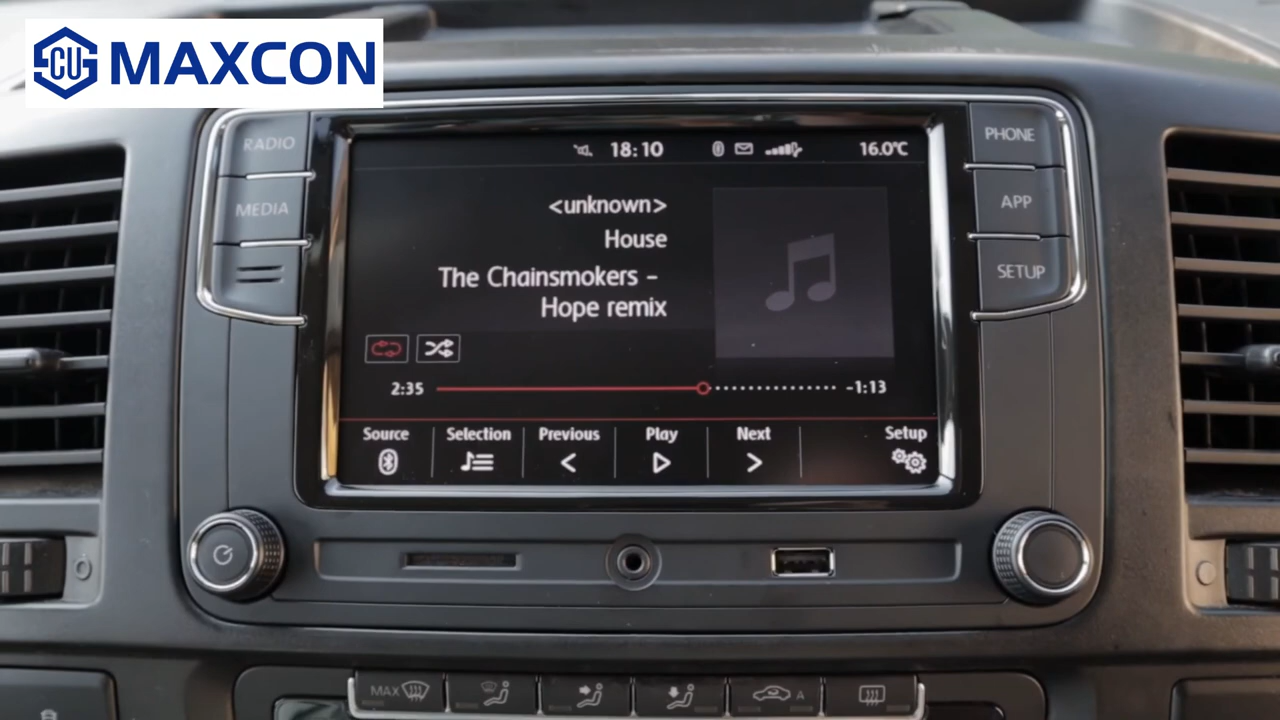 SCU MAXCON
RADIO
MEDIA
PHONE
APP
SETUP
18:10
16.0°C
<unknown>
House
The Chainsmokers -
Hope remix
2:35
-1:13
Source
Selection
Previous
Play
Next
Setup
MAX
A